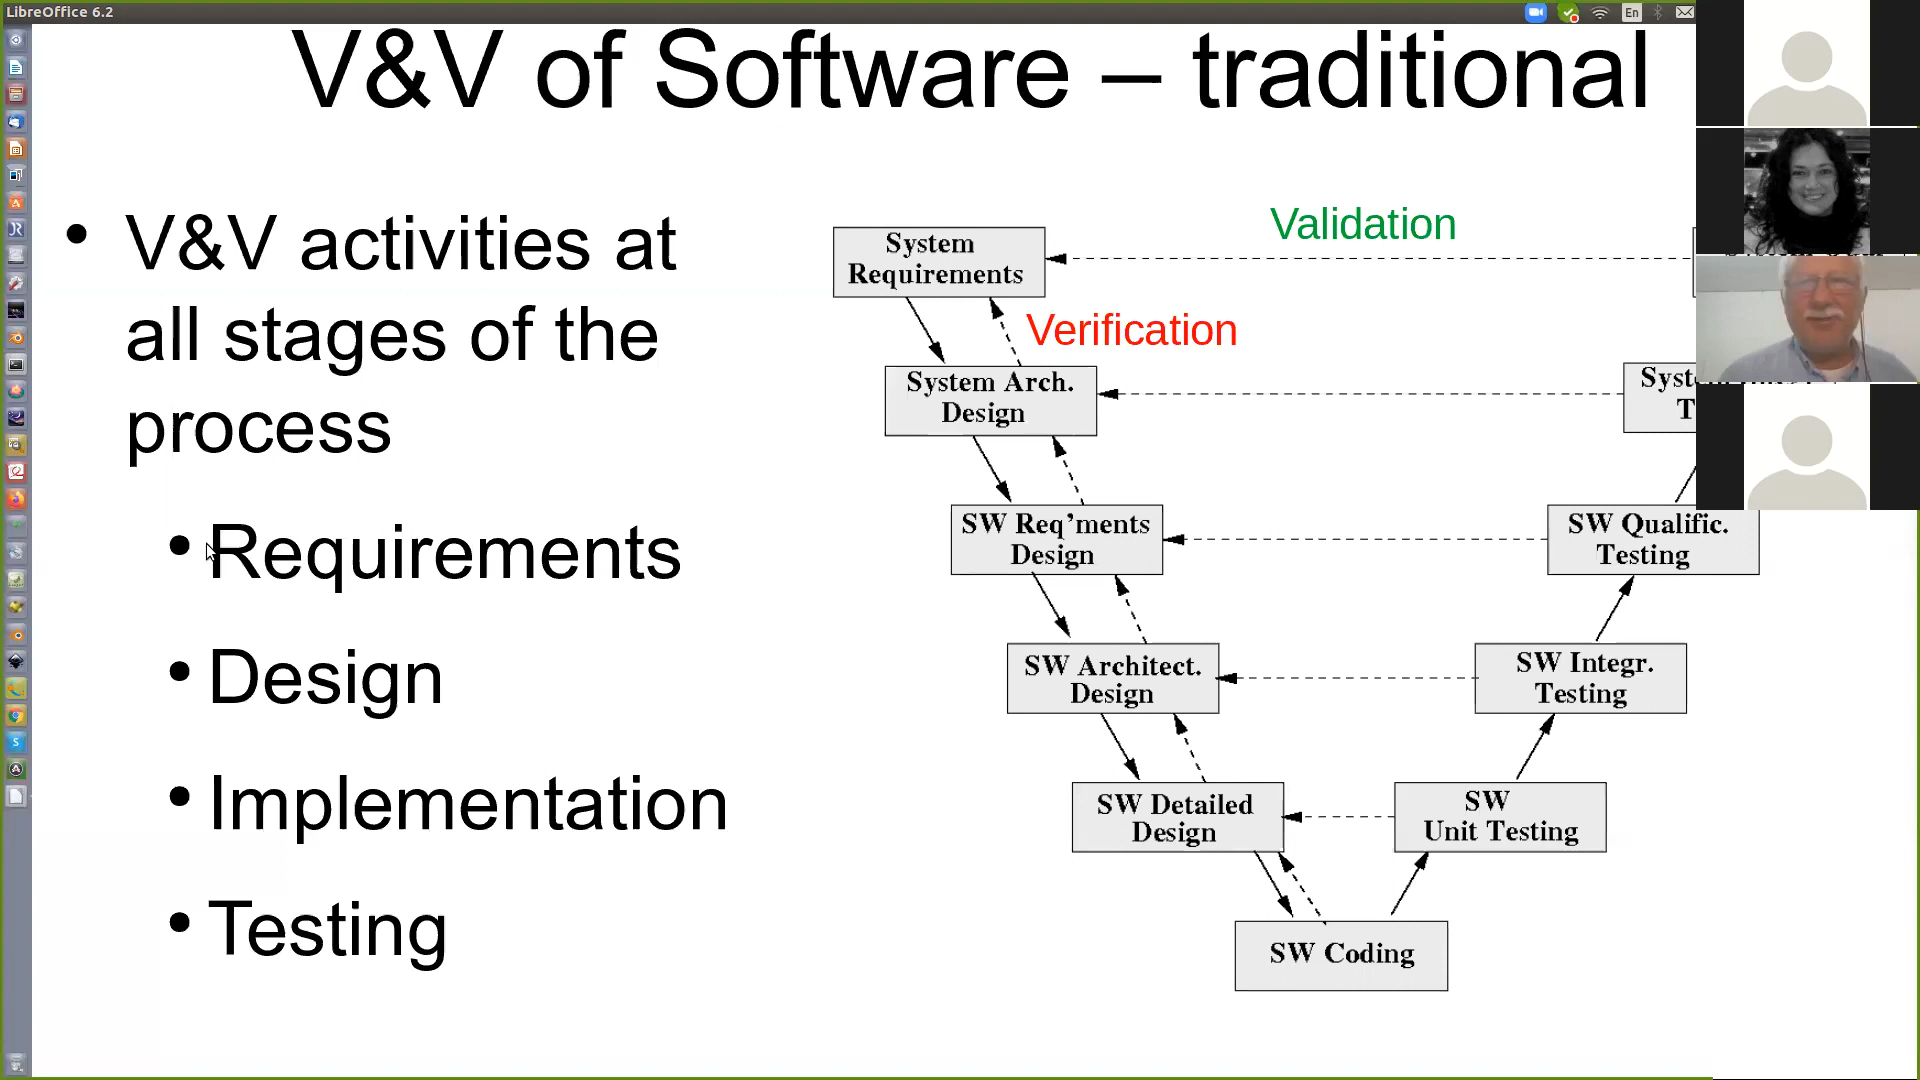 LibreOffice 6.2
En
V&V of Software – traditional
• V&V activities at
all stages of the
process
• Requirements
• Design
• Implementation
• Testing
Validation
System
Requirements
Verification
System Arch.
Design
SW Req'ments
Design
SW Qualific.
Testing
SW Architect.
Design
SW Integr.
Testing
SW Detailed
Design
SW
Unit Testing
SW Coding